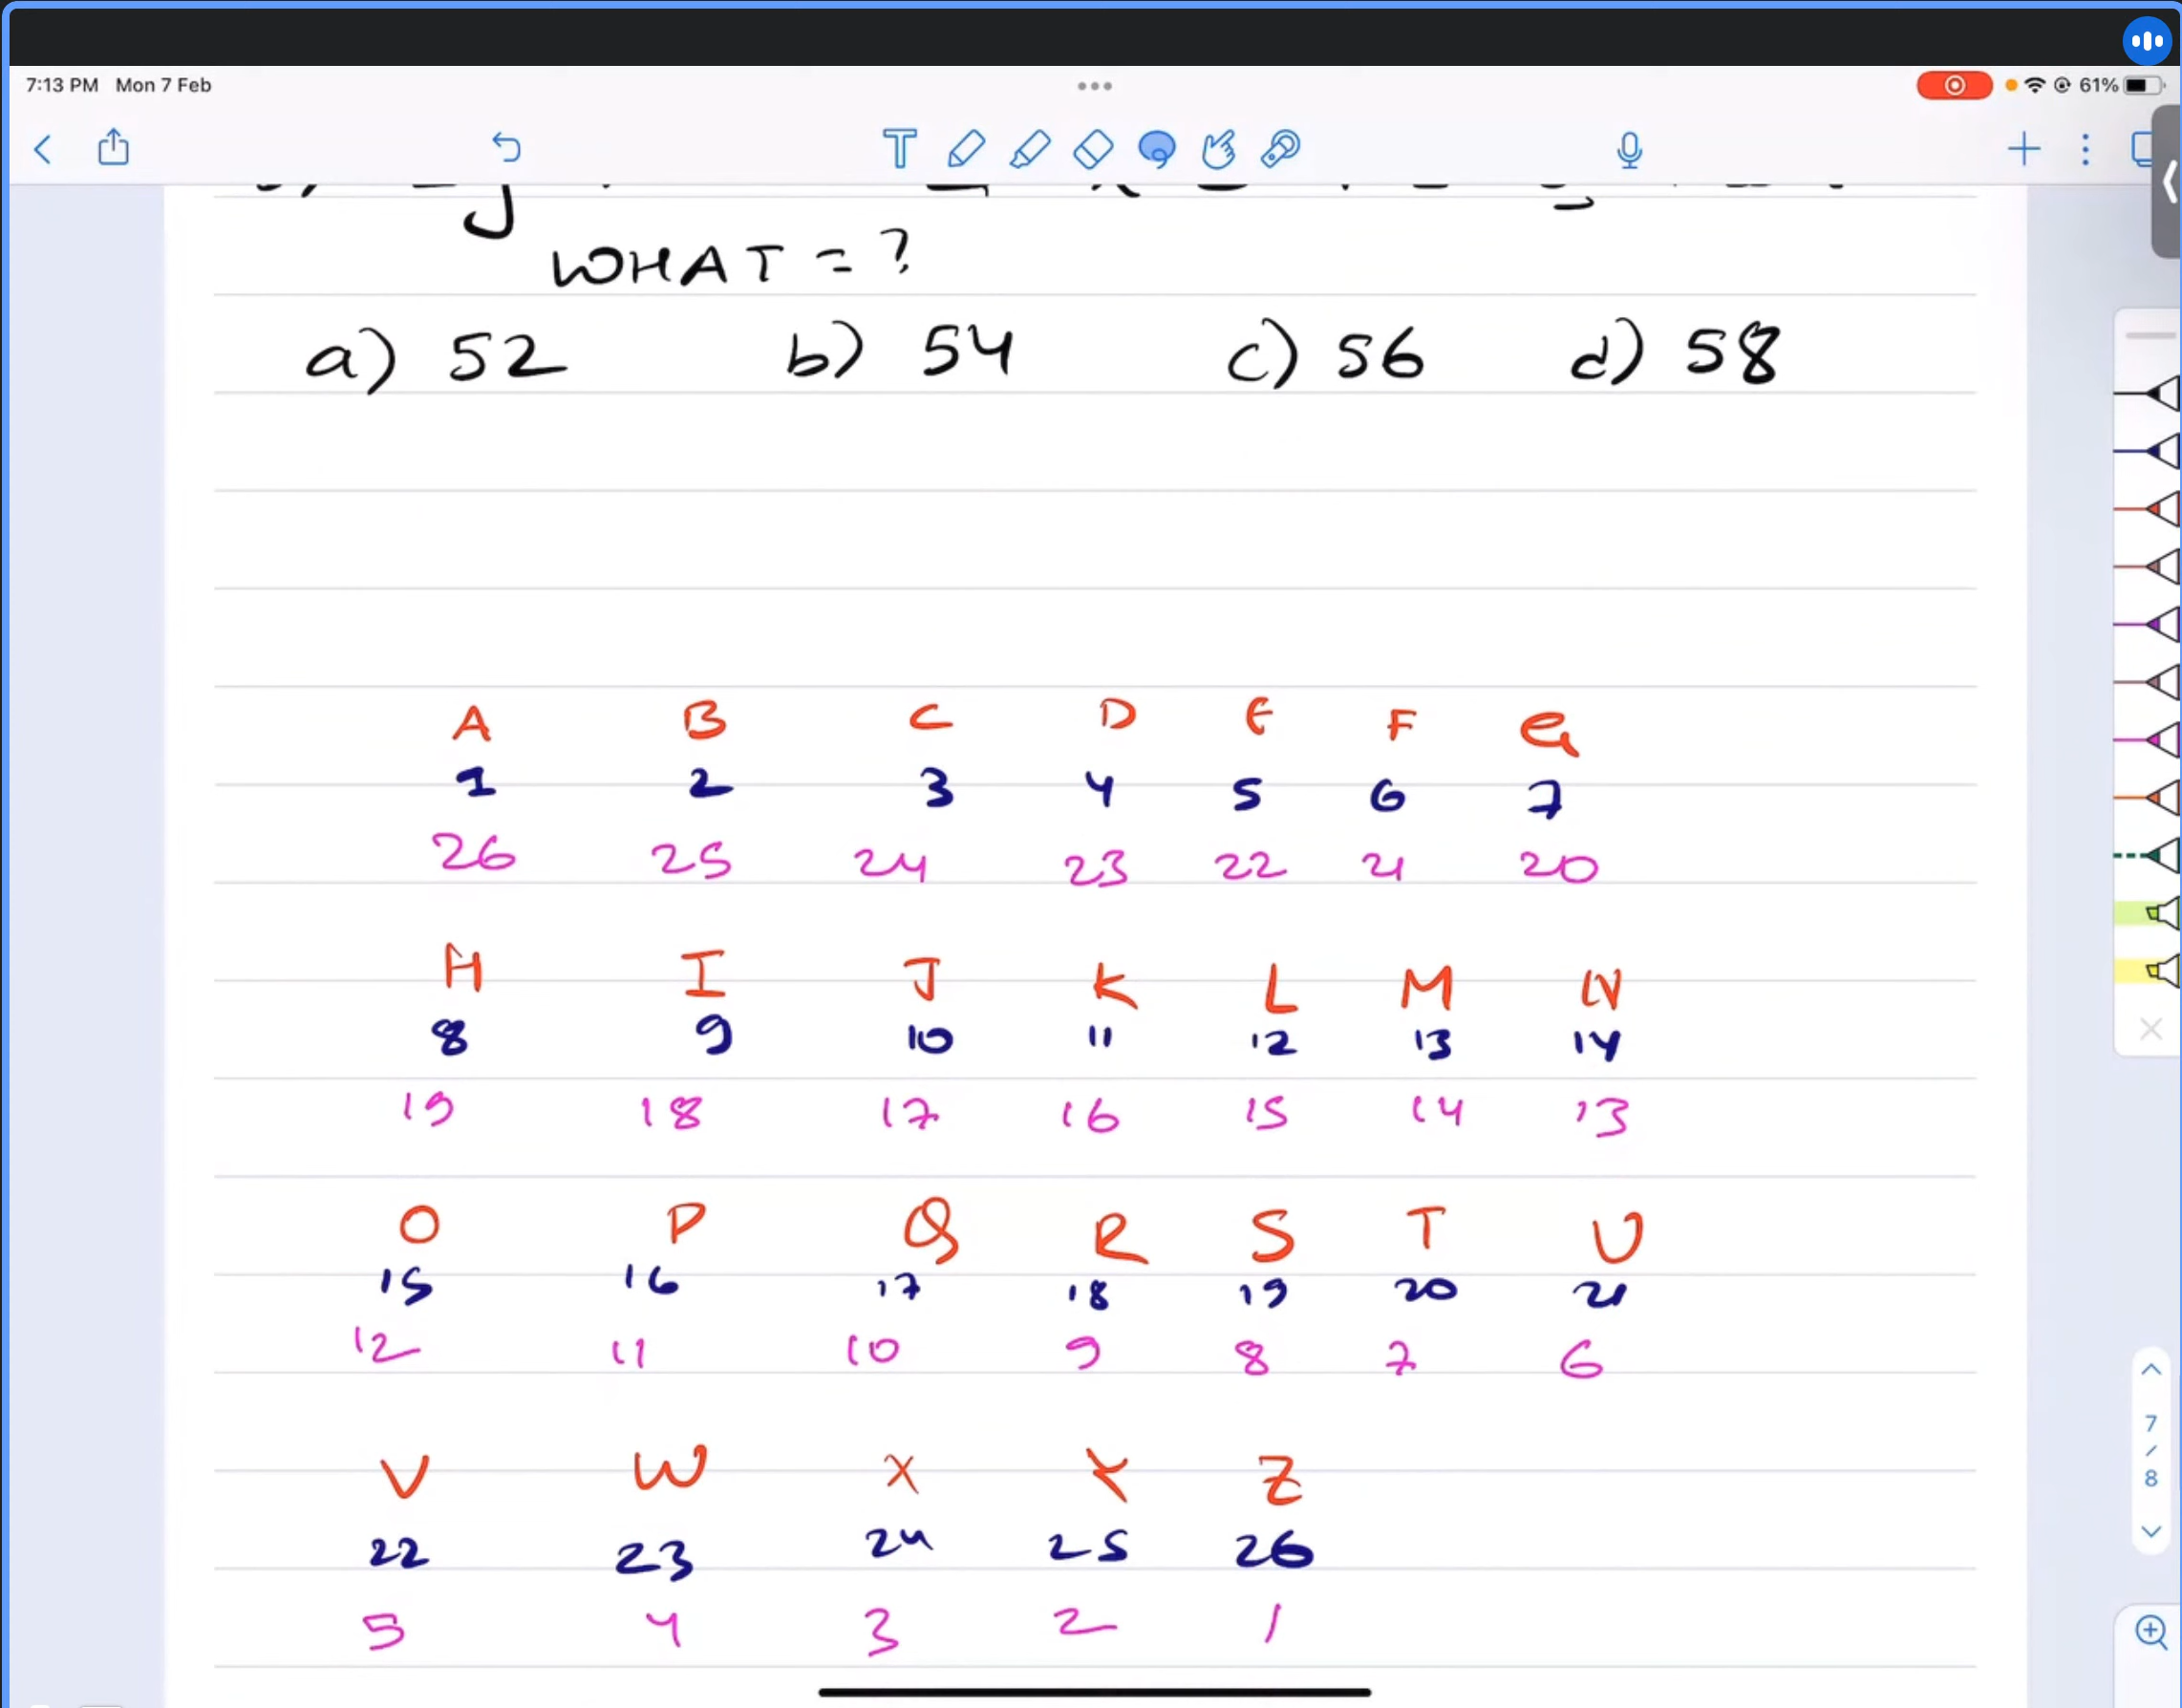 7:13 PM Mon 7 Feb
61%
WHAT = ?
a) 52 b) 54 c) 56 d) 58
A B C D E F G
1 2 3 4 5 6 7
26 25 24 23 22 21 20
H I J K L M N
8 9 10 11 12 13 14
19 18 17 16 15 14 13
O P Q R S T U
15 16 17 18 19 20 21
12 11 10 9 8 7 6
V W X Y Z
22 23 24 25 26
5 4 3 2 1
7
/
8